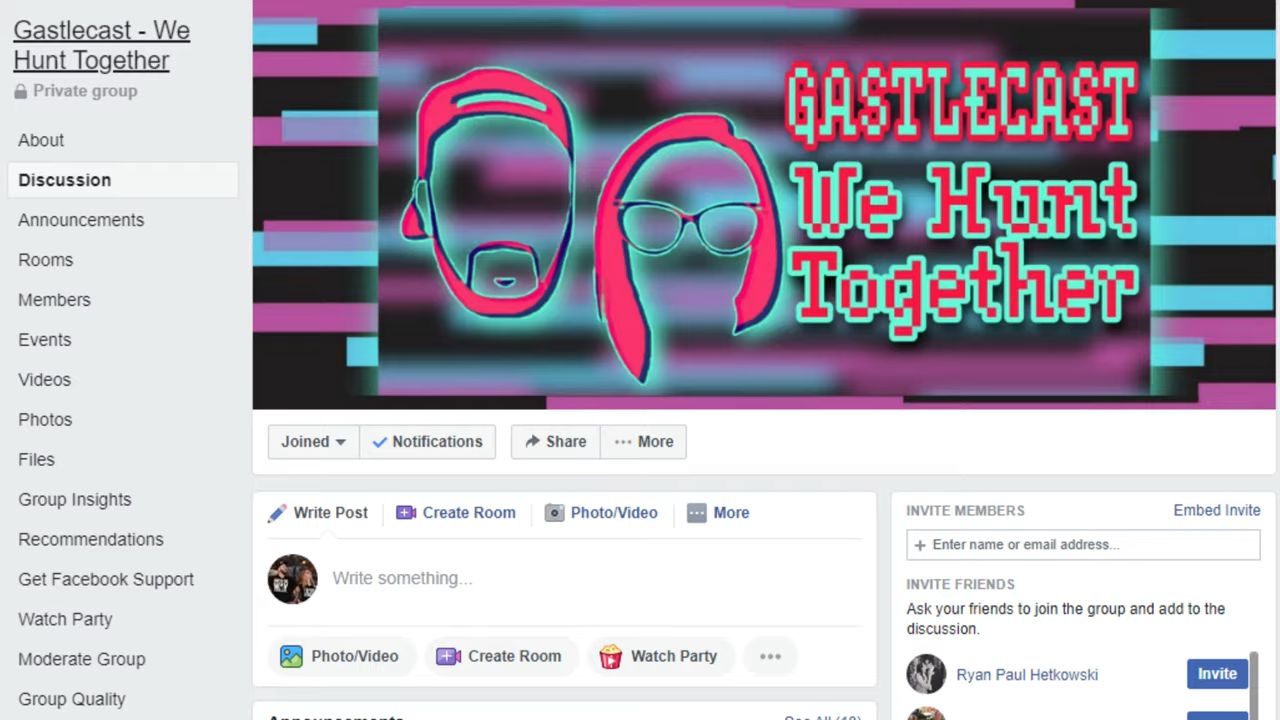 Gastlecast - We
Hunt Together
Private group
About
Discussion
Announcements
Rooms
Members
Events
Videos
Photos
Files
Group Insights
Recommendations
Get Facebook Support
Watch Party
Moderate Group
Group Quality
GASTLECAST
We Hunt
Together
Joined
Notifications
Share
More
Write Post
Create Room
Photo/Video
More
Write something...
Photo/Video
Create Room
Watch Party
Announcements
See All
INVITE MEMBERS
Embed Invite
+ Enter name or email address...
INVITE FRIENDS
Ask your friends to join the group and add to the
discussion.
Ryan Paul Hetkowski
Invite